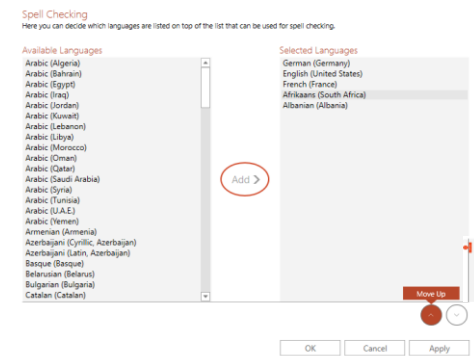 Spell Checking
Here you can decide which languages are listed on top of the list that can be used for spell checking.
Available Languages
Arabic (Algeria)
Arabic (Bahrain)
Arabic (Egypt)
Arabic (Iraq)
Arabic (Jordan)
Arabic (Kuwait)
Arabic (Lebanon)
Arabic (Libya)
Arabic (Morocco)
Arabic (Oman)
Arabic (Qatar)
Arabic (Saudi Arabia)
Arabic (Syria)
Arabic (Tunisia)
Arabic (U.A.E.)
Arabic (Yemen)
Armenian (Armenia)
Azerbaijani (Cyrillic, Azerbaijan)
Azerbaijani (Latin, Azerbaijan)
Basque (Basque)
Belarusian (Belarus)
Bulgarian (Bulgaria)
Catalan (Catalan)
Add
Selected Languages
German (Germany)
English (United States)
French (France)
Afrikaans (South Africa)
Albanian (Albania)
Move Up
OK Cancel Apply